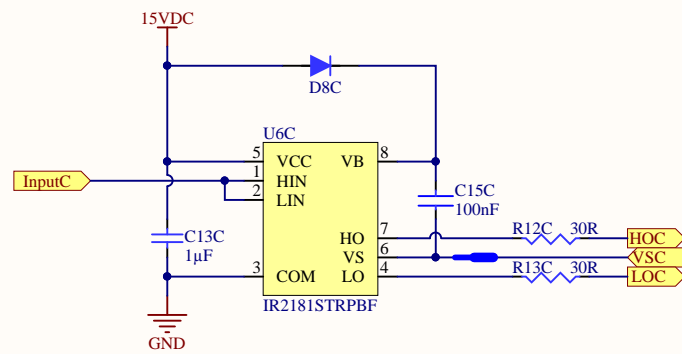 15VDC
D8C
U6C
5 VCC VB 8
InputC
1 HIN
2 LIN
C15C
100nF
C13C
1µF
HO 7 R12C 30R HOC
VS 6 VSC
3 COM LO 4 R13C 30R LOC
IR2181STRPBF
GND